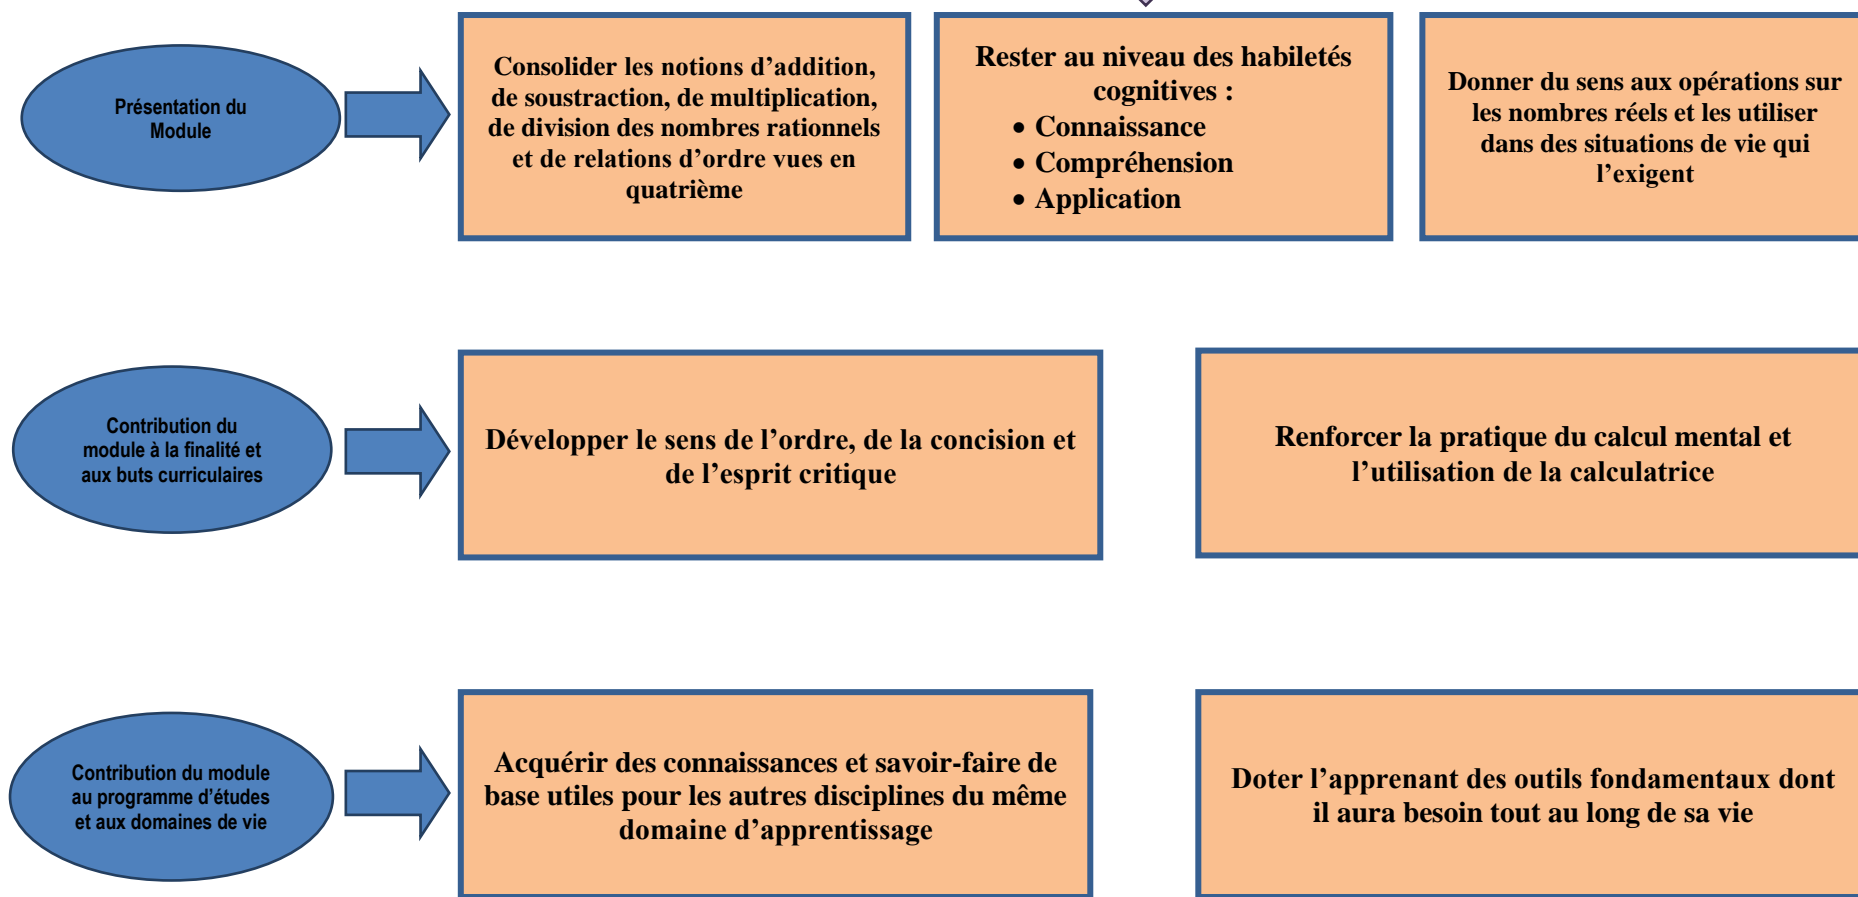 Présentation du
Module
Consolider les notions d’addition,
de soustraction, de multiplication,
de division des nombres rationnels
et de relations d’ordre vues en
quatrième
Rester au niveau des habiletés
cognitives :
• Connaissance
• Compréhension
• Application
Donner du sens aux opérations sur
les nombres réels et les utiliser
dans des situations de vie qui
l’exigent
Contribution du
module à la finalité et
aux buts curriculaires
Développer le sens de l’ordre, de la concision et
de l’esprit critique
Renforcer la pratique du calcul mental et
l’utilisation de la calculatrice
Contribution du module
au programme d’études
et aux domaines de vie
Acquérir des connaissances et savoir-faire de
base utiles pour les autres disciplines du même
domaine d’apprentissage
Doter l’apprenant des outils fondamentaux dont
il aura besoin tout au long de sa vie